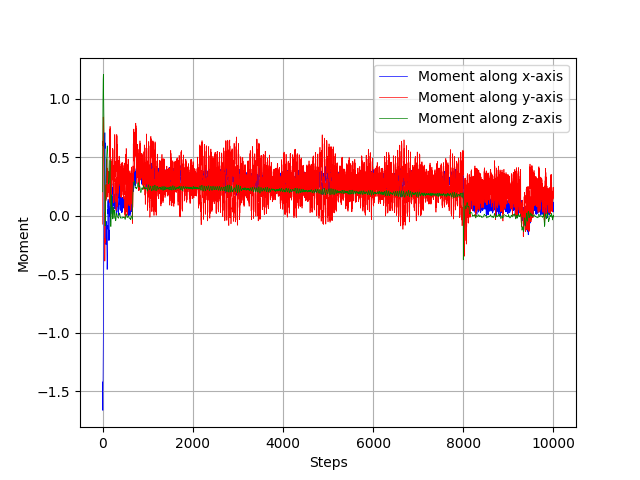 Moment along x-axis
Moment along y-axis
Moment along z-axis
1.0
0.5
0.0
−0.5
−1.0
−1.5
Moment
0
2000
4000
6000
8000
10000
Steps